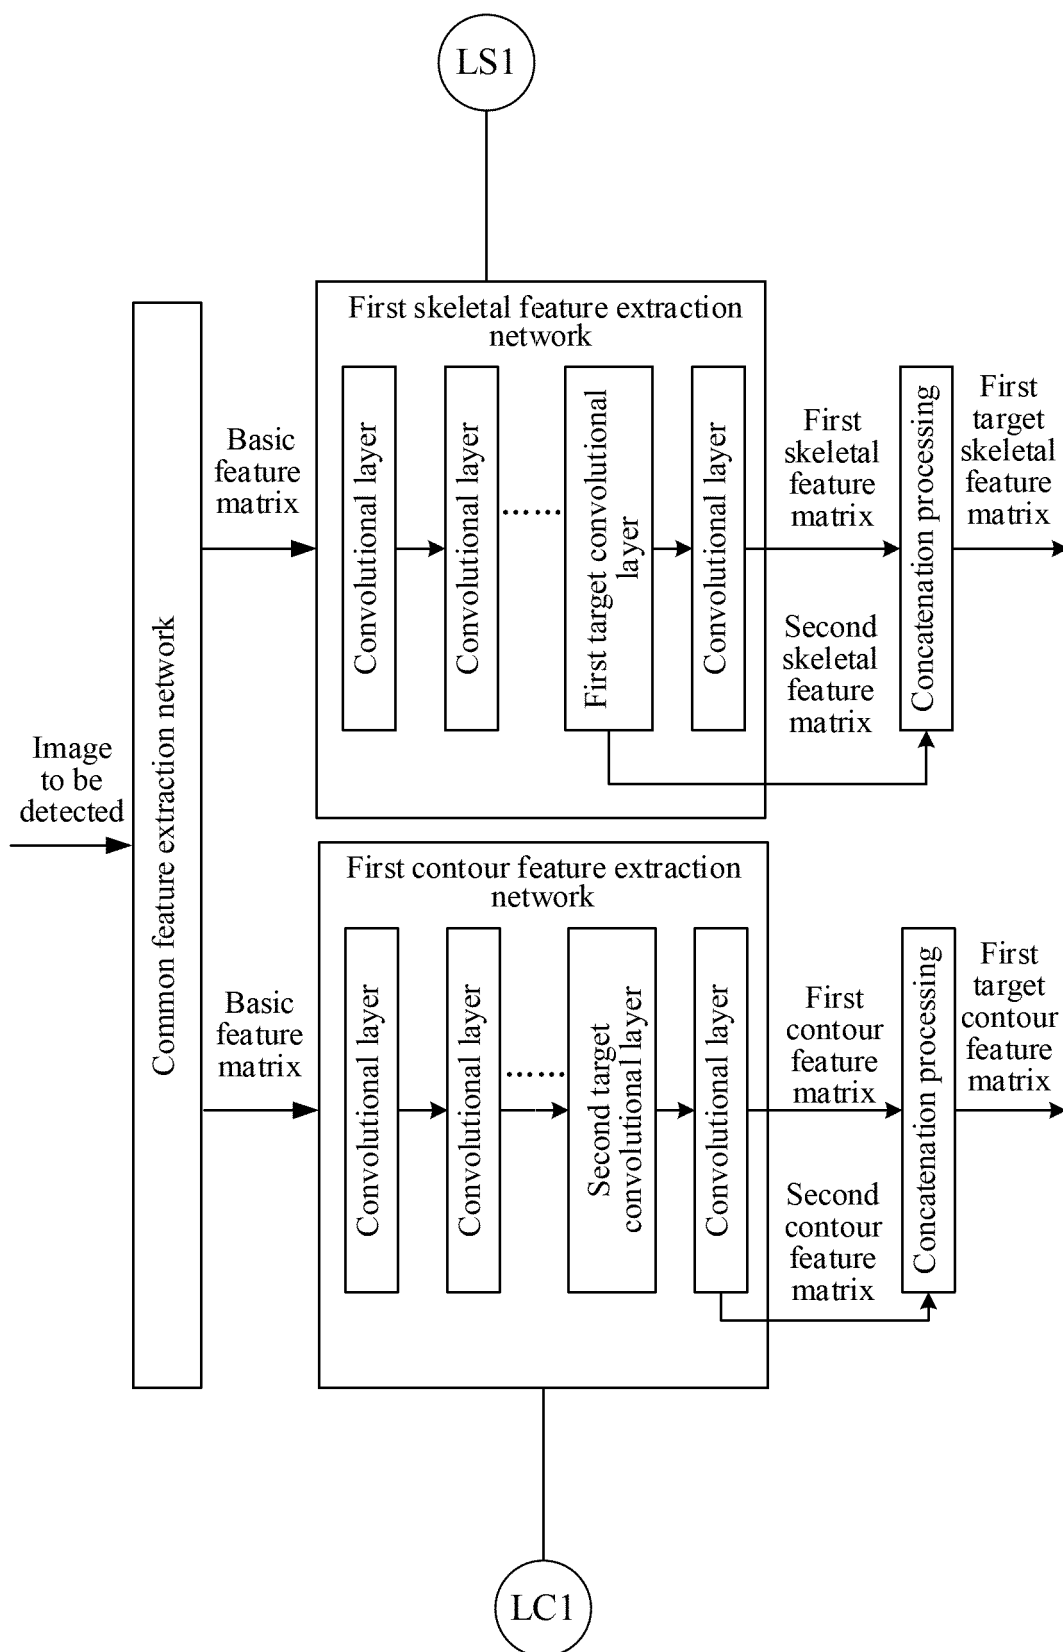 LS1
First skeletal feature extraction
network
Convolutional layer
Convolutional layer
……
First target convolutional
layer
Convolutional layer
Basic
feature
matrix
First
skeletal
feature
matrix
Second
skeletal
feature
matrix
Concatenation processing
First
target
skeletal
feature
matrix
Image
to be
detected
Common feature extraction network
First contour feature extraction
network
Basic
feature
matrix
Convolutional layer
Convolutional layer
……
Second target
convolutional layer
Convolutional layer
First
contour
feature
matrix
Second
contour
feature
matrix
Concatenation processing
First
target
contour
feature
matrix
LC1